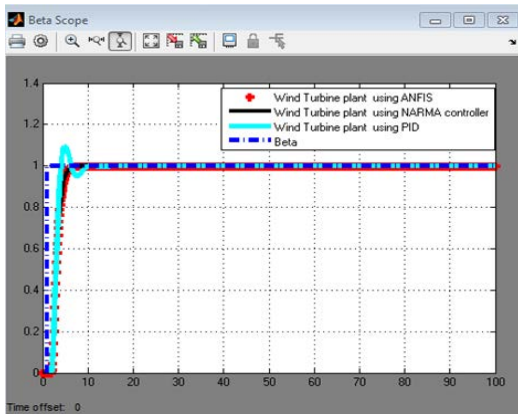 Beta Scope
1.4
Wind Turbine plant using ANFIS
Wind Turbine plant using NARMA controller
Wind Turbine plant using PID
Beta
1.2
1
0.8
0.6
0.4
0.2
0
0 10 20 30 40 50 60 70 80 90 100
Time offset: 0